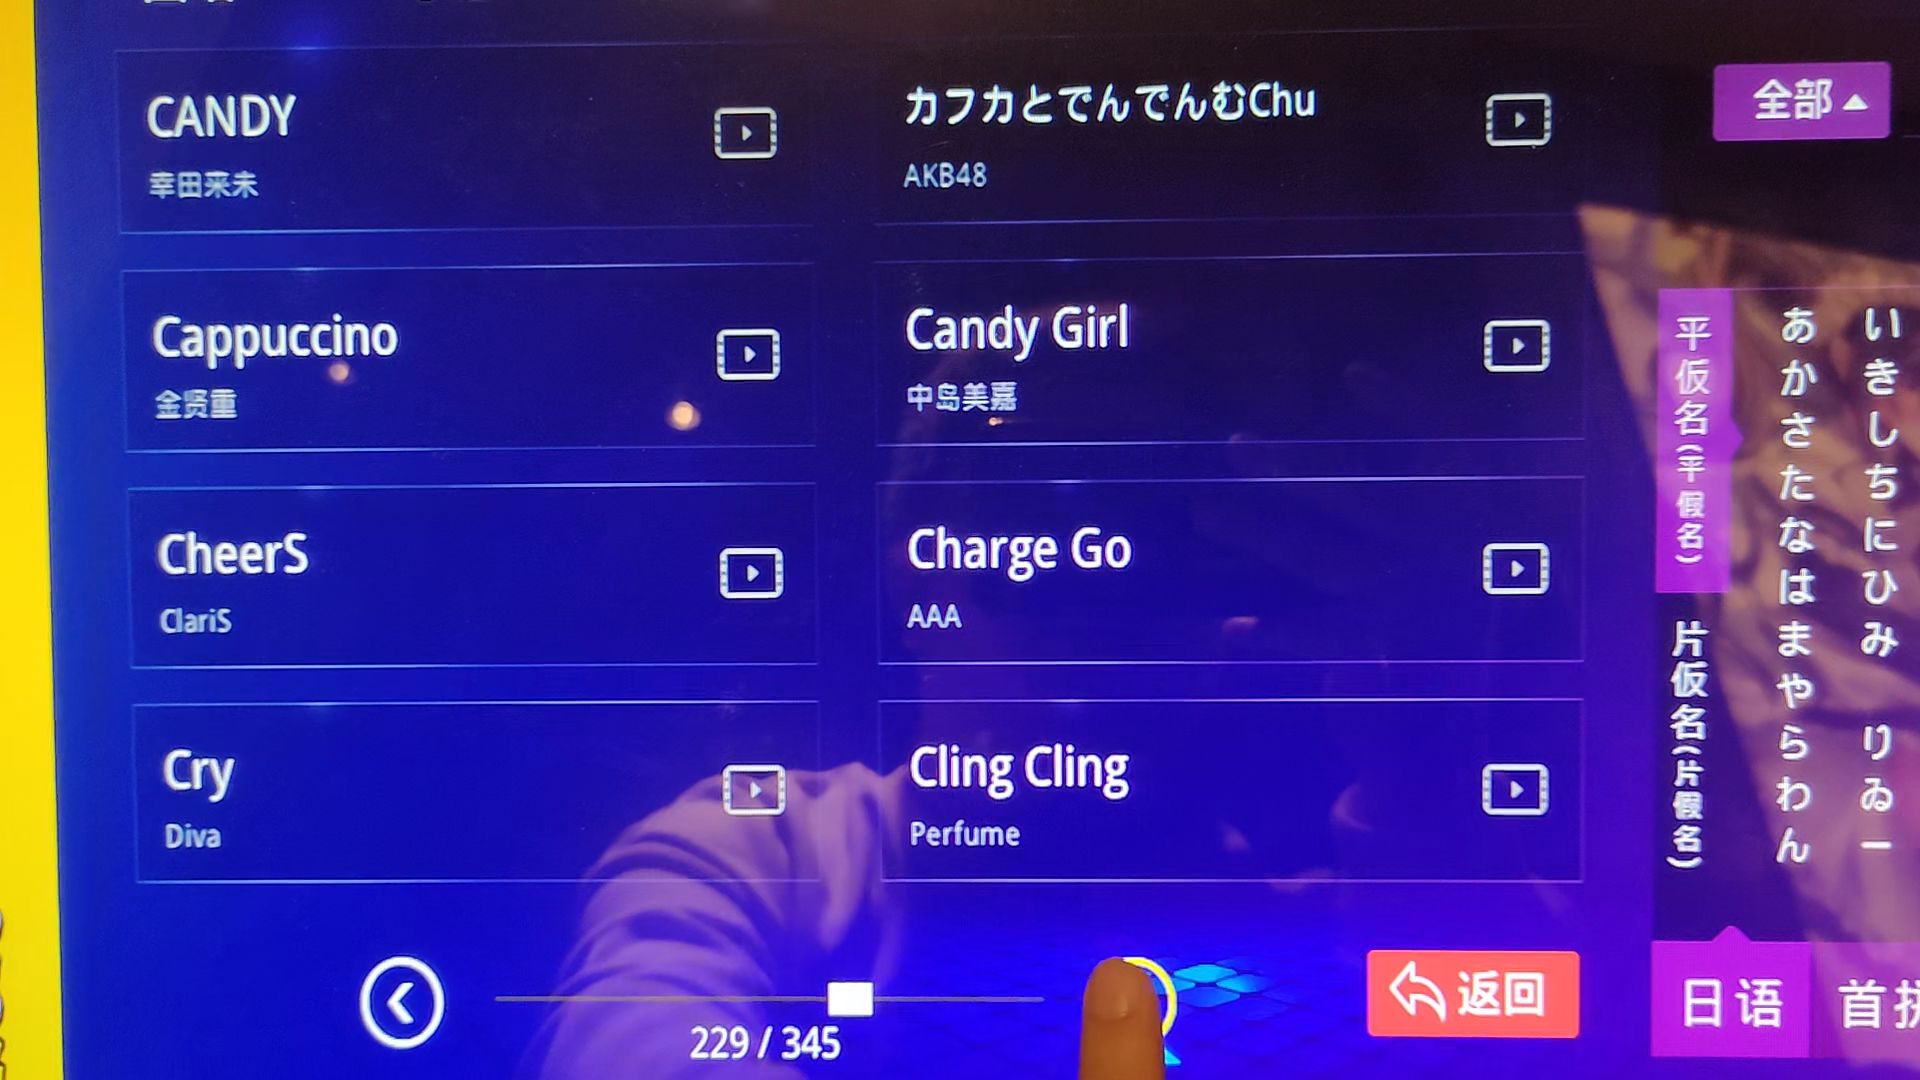 CANDY
幸田来未
カフカとでんでんむChu
AKB48
全部
Cappuccino
金贤重
Candy Girl
中岛美嘉
CheerS
ClariS
Charge Go
AAA
Cry
Diva
Cling Cling
Perfume
平仮名(平假名)
片仮名(片假名)
あかさたなはまやらわん
いきしちにひみ りゐー
229 / 345
返回
日语
首拼